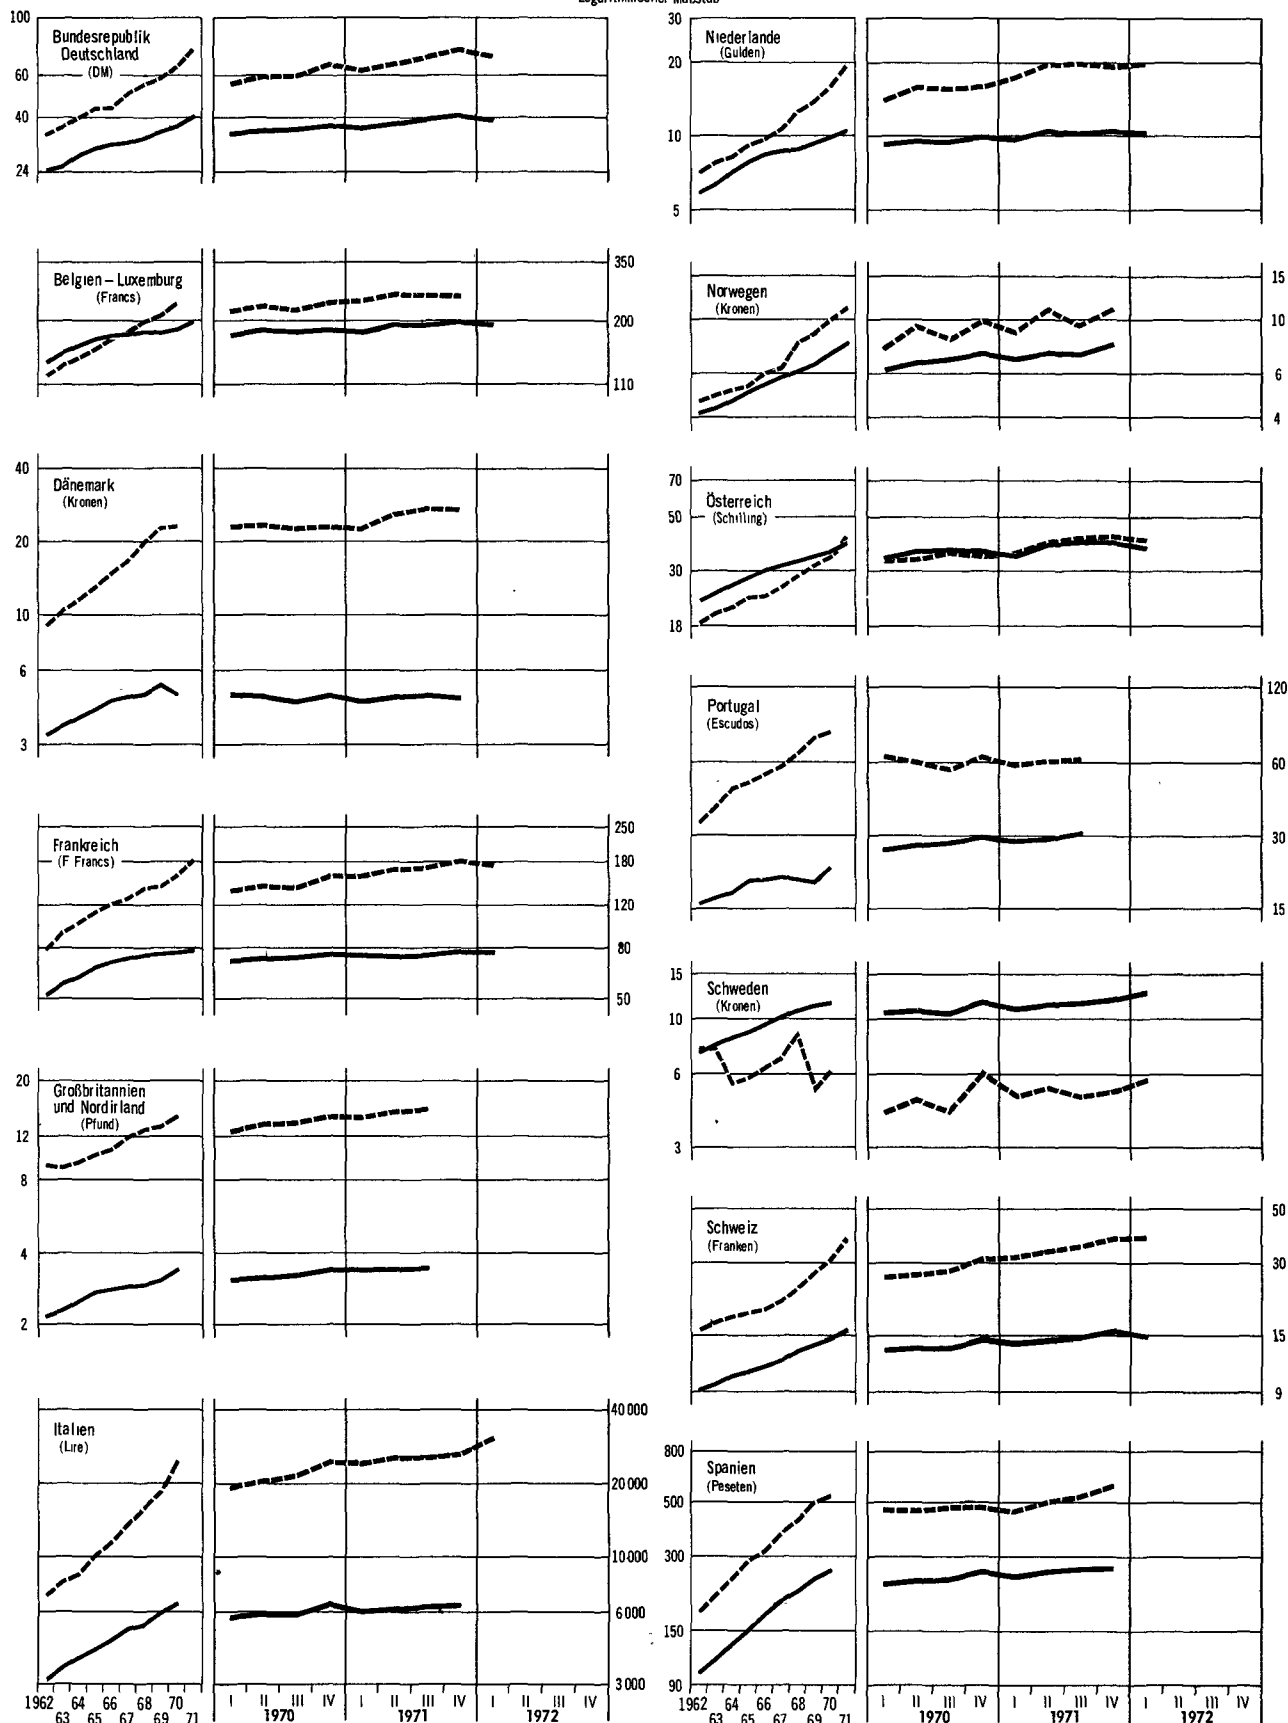 Logarithmischer Maßstab
100
Bundesrepublik
Deutschland
(DM)
60
40
24
Belgien – Luxemburg
(Francs)
350
200
110
40
Dänemark
(Kronen)
20
10
6
3
Frankreich
(F Francs)
250
180
120
80
50
20
Großbritannien
und Nordirland
(Pfund)
12
8
4
2
Italien
(Lire)
40 000
20 000
10 000
6 000
3 000
1962 64 66 68 70
63 65 67 69 71
I II III IV I II III IV I II III IV
1970 1971 1972
30
Niederlande
(Gulden)
20
10
5
Norwegen
(Kronen)
15
10
6
4
70
Österreich
(Schilling)
50
30
18
Portugal
(Escudos)
120
60
30
15
15
Schweden
(Kronen)
10
6
3
Schweiz
(Franken)
50
30
15
9
800
Spanien
(Peseten)
500
300
150
90
1962 64 66 68 70
63 65 67 69 71
I II III IV I II III IV I II III IV
1970 1971 1972